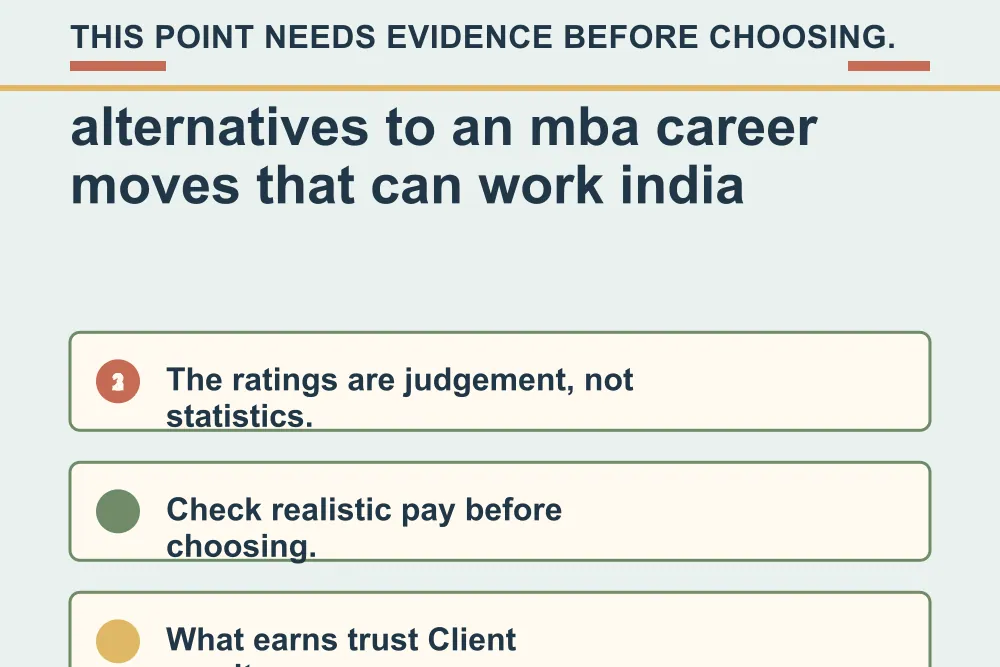 THIS POINT NEEDS EVIDENCE BEFORE CHOOSING.
alternatives to an mba career
moves that can work india
The ratings are judgement, not
statistics.
Check realistic pay before
choosing.
What earns trust Client